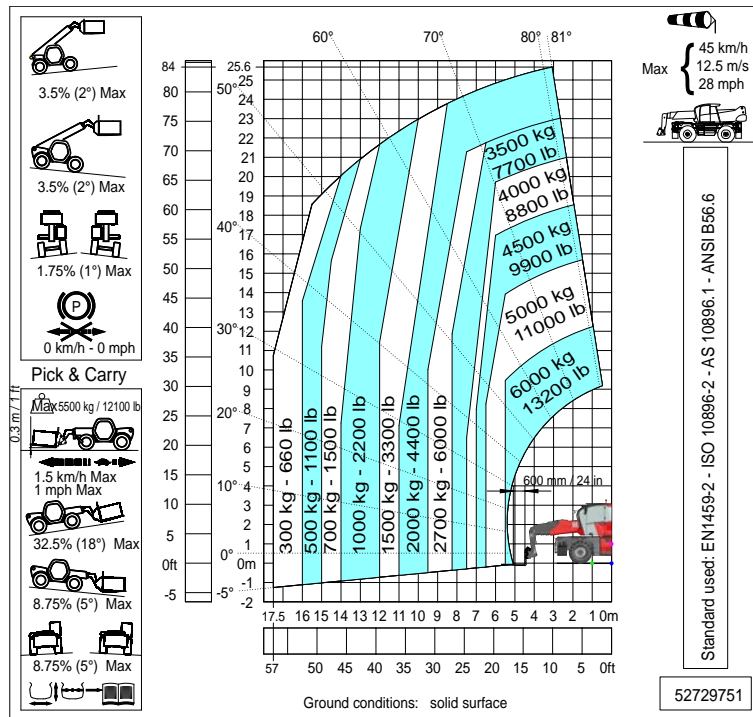 3.5% (2°) Max
3.5% (2°) Max
1.75% (1°) Max
P
0 km/h - 0 mph
Pick & Carry
0.3 m / 1 ft
Max 5500 kg / 12100 lb
1.5 km/h Max
1 mph Max
32.5% (18°) Max
8.75% (5°) Max
8.75% (5°) Max
84
80
75
70
65
60
55
50
45
40
35
30
25
20
15
10
5
0ft
-5
25.6
25
24
23
22
21
20
19
18
17
16
15
14
13
12
11
10
9
8
7
6
5
4
3
2
1
0m
-1
-2
60°
70°
80°
81°
50°
40°
30°
20°
10°
0°
-5°
3500 kg
7700 lb
4000 kg
8800 lb
4500 kg
9900 lb
5000 kg
11000 lb
6000 kg
13200 lb
300 kg - 660 lb
500 kg - 1100 lb
700 kg - 1500 lb
1000 kg - 2200 lb
1500 kg - 3300 lb
2000 kg - 4400 lb
2700 kg - 6000 lb
600 mm / 24 in
17.5 16 15 14 13 12 11 10 9 8 7 6 5 4 3 2 1 0m
57 50 45 40 35 30 25 20 15 10 5 0ft
Ground conditions: solid surface
Max
45 km/h
12.5 m/s
28 mph
Standard used: EN1459-2 - ISO 10896-2 - AS 10896.1 - ANSI B56.6
52729751